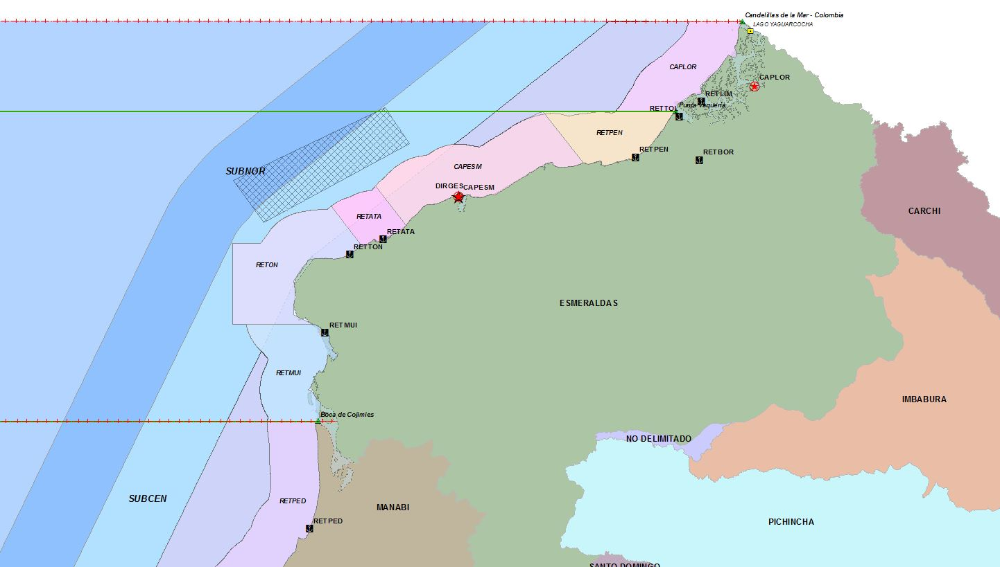 Candelillas de la Mar - Colombia
LAGO YAGUARCOCHA
CAPLOR
CAPLOR
RETLIM
Punta Vaqueria
RETTOL
RETPEN
RETPEN
RETBOR
CAPESM
SUBNOR
DIRGES
CAPESM
CARCHI
RETATA
RETATA
RETTON
RETON
ESMERALDAS
RETMUI
RETMUI
IMBABURA
Boca de Cojimies
NO DELIMITADO
SUBCEN
RETPED
MANABI
RETPED
PICHINCHA
SANTO DOMINGO